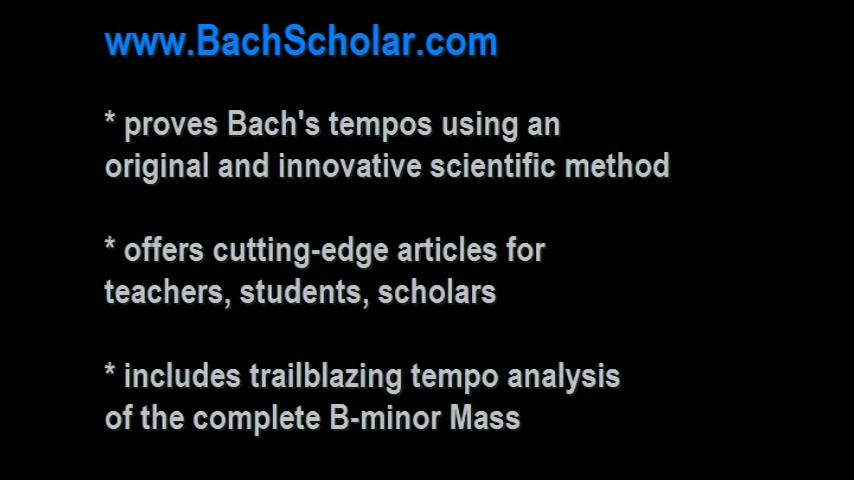 www.BachScholar.com
* proves Bach's tempos using an
original and innovative scientific method
* offers cutting-edge articles for
teachers, students, scholars
* includes trailblazing tempo analysis
of the complete B-minor Mass